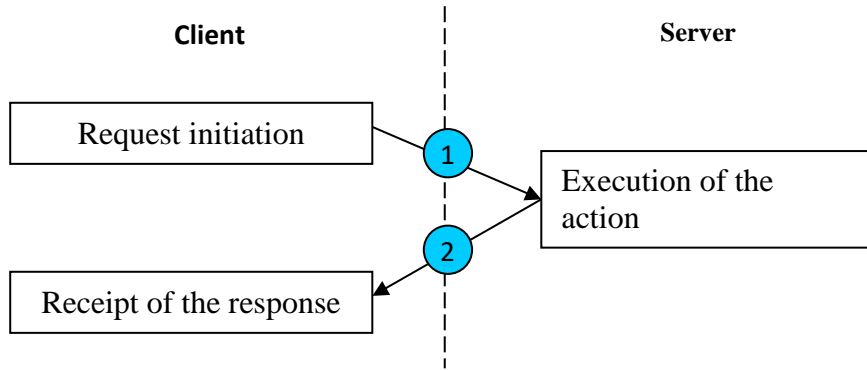 Client
Server
Request initiation
1
Execution of the
action
2
Receipt of the response